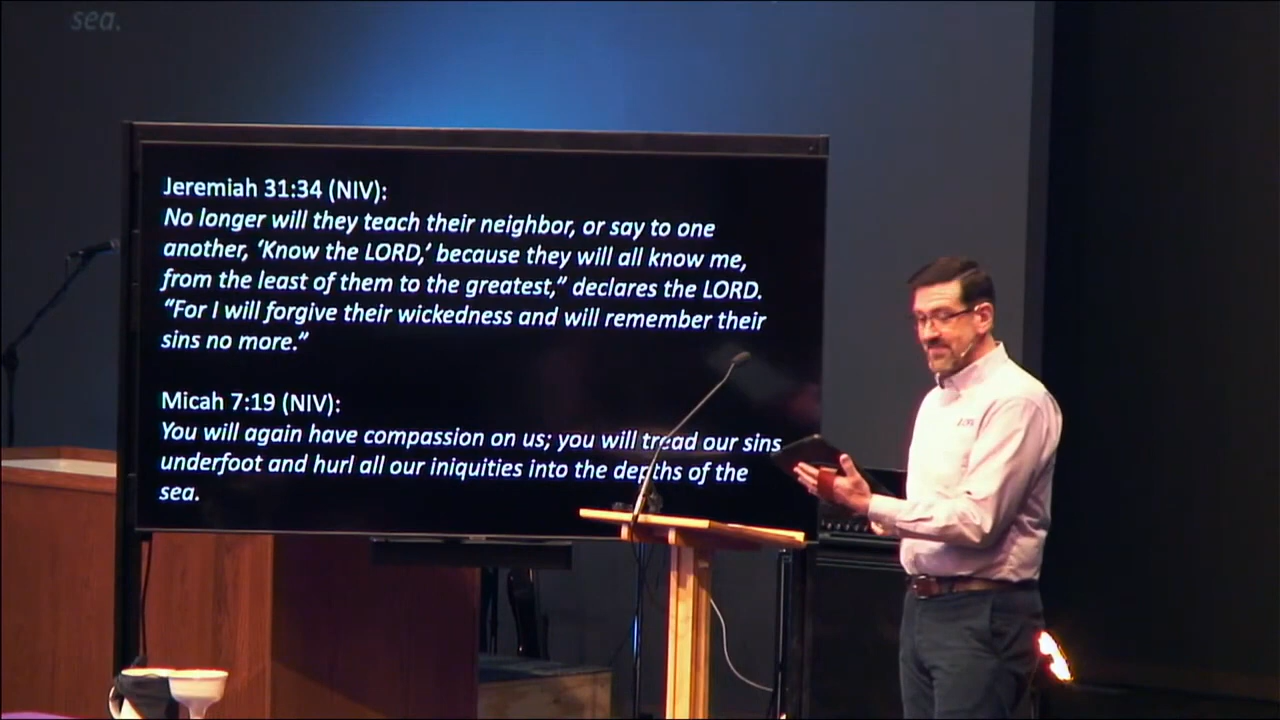 sea.
Jeremiah 31:34 (NIV):
No longer will they teach their neighbor, or say to one
another, ‘Know the LORD,’ because they will all know me,
from the least of them to the greatest,” declares the LORD.
“For I will forgive their wickedness and will remember their
sins no more.”
Micah 7:19 (NIV):
You will again have compassion on us; you will tread our sins
underfoot and hurl all our iniquities into the depths of the
sea.